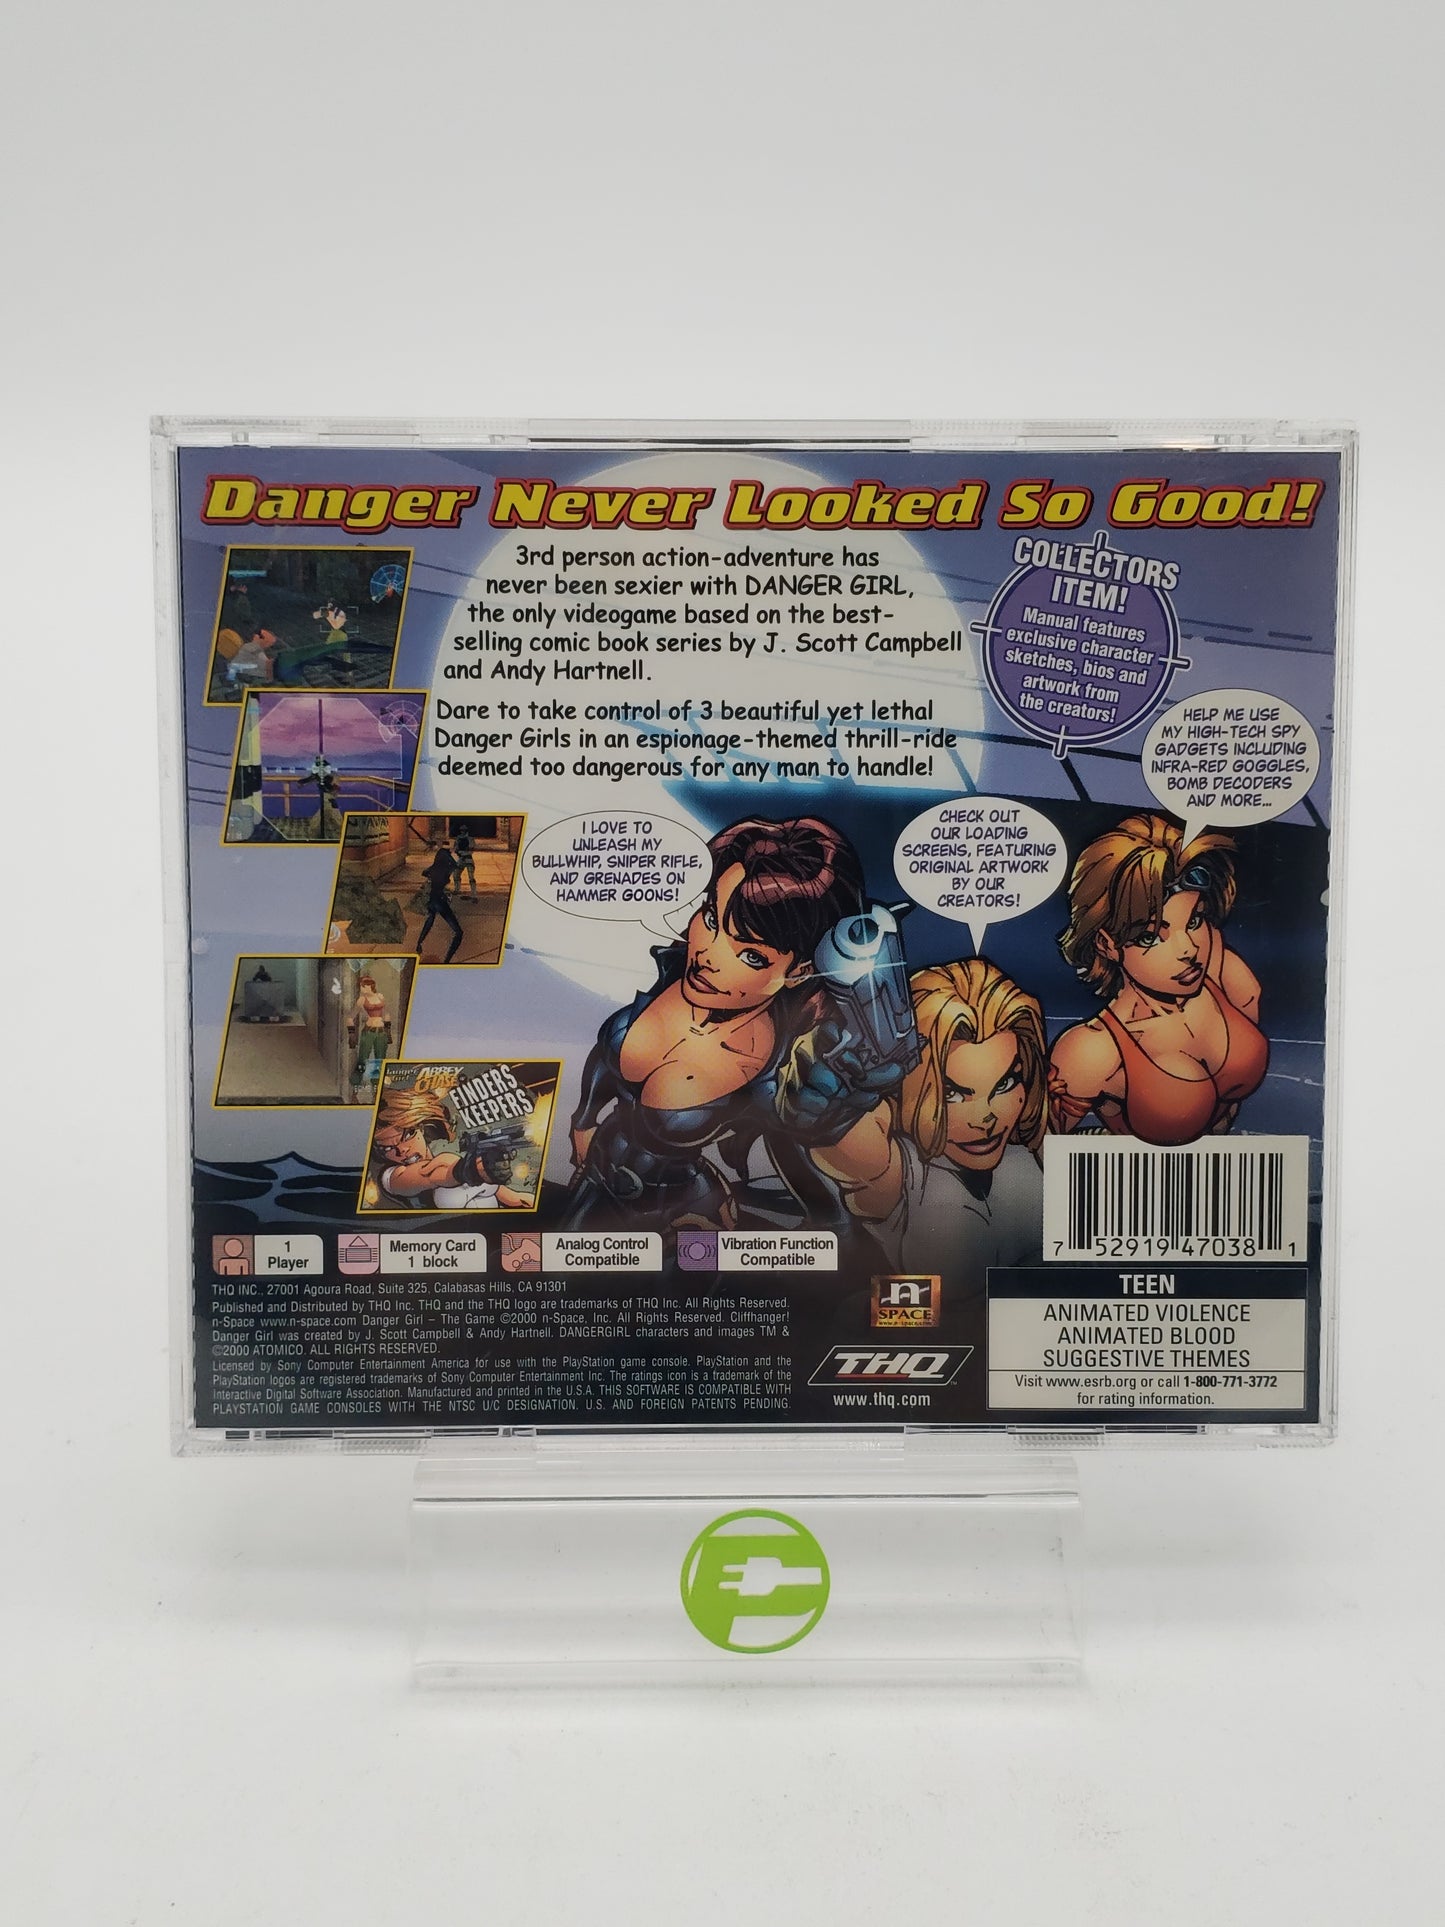 Danger Never Looked So Good!
3rd person action-adventure has
never been sexier with DANGER GIRL,
the only videogame based on the best-
selling comic book series by J. Scott Campbell
and Andy Hartnell.
Dare to take control of 3 beautiful yet lethal
Danger Girls in an espionage-themed thrill-ride
deemed too dangerous for any man to handle!
COLLECTORS
ITEM!
Manual features
exclusive character
sketches, bios and
artwork from
the creators!
HELP ME USE
MY HIGH-TECH SPY
GADGETS INCLUDING
INFRA-RED GOGGLES,
BOMB DECODERS
AND MORE...
I LOVE TO
UNLEASH MY
BULLWHIP, SNIPER RIFLE,
AND GRENADES ON
HAMMER GOONS!
CHECK OUT
OUR LOADING
SCREENS, FEATURING
ORIGINAL ARTWORK
BY OUR
CREATORS!
Danger Girl
ABBEY
CHASE
FINDERS
KEEPERS
1
Player
Memory Card
1 block
Analog Control
Compatible
Vibration Function
Compatible
7 52919 47038 1
THQ INC., 27001 Agoura Road, Suite 325, Calabasas Hills, CA 91301
Published and Distributed by THQ Inc. THQ and the THQ logo are trademarks of THQ Inc. All Rights Reserved.
n-Space www.n-space.com Danger Girl – The Game ©2000 n-Space, Inc. All Rights Reserved. Cliffhanger!
Danger Girl was created by J. Scott Campbell & Andy Hartnell. DANGERGIRL characters and images TM &
©2000 ATOMICO. ALL RIGHTS RESERVED.
Licensed by Sony Computer Entertainment America for use with the PlayStation game console. PlayStation and the
PlayStation logos are registered trademarks of Sony Computer Entertainment Inc. The ratings icon is a trademark of the
Interactive Digital Software Association. Manufactured and printed in the U.S.A. THIS SOFTWARE IS COMPATIBLE WITH
PLAYSTATION GAME CONSOLES WITH THE NTSC U/C DESIGNATION. U.S. AND FOREIGN PATENTS PENDING.
n
SPACE
www.n-space.com
THQ
www.thq.com
TEEN
ANIMATED VIOLENCE
ANIMATED BLOOD
SUGGESTIVE THEMES
Visit www.esrb.org or call 1-800-771-3772
for rating information.